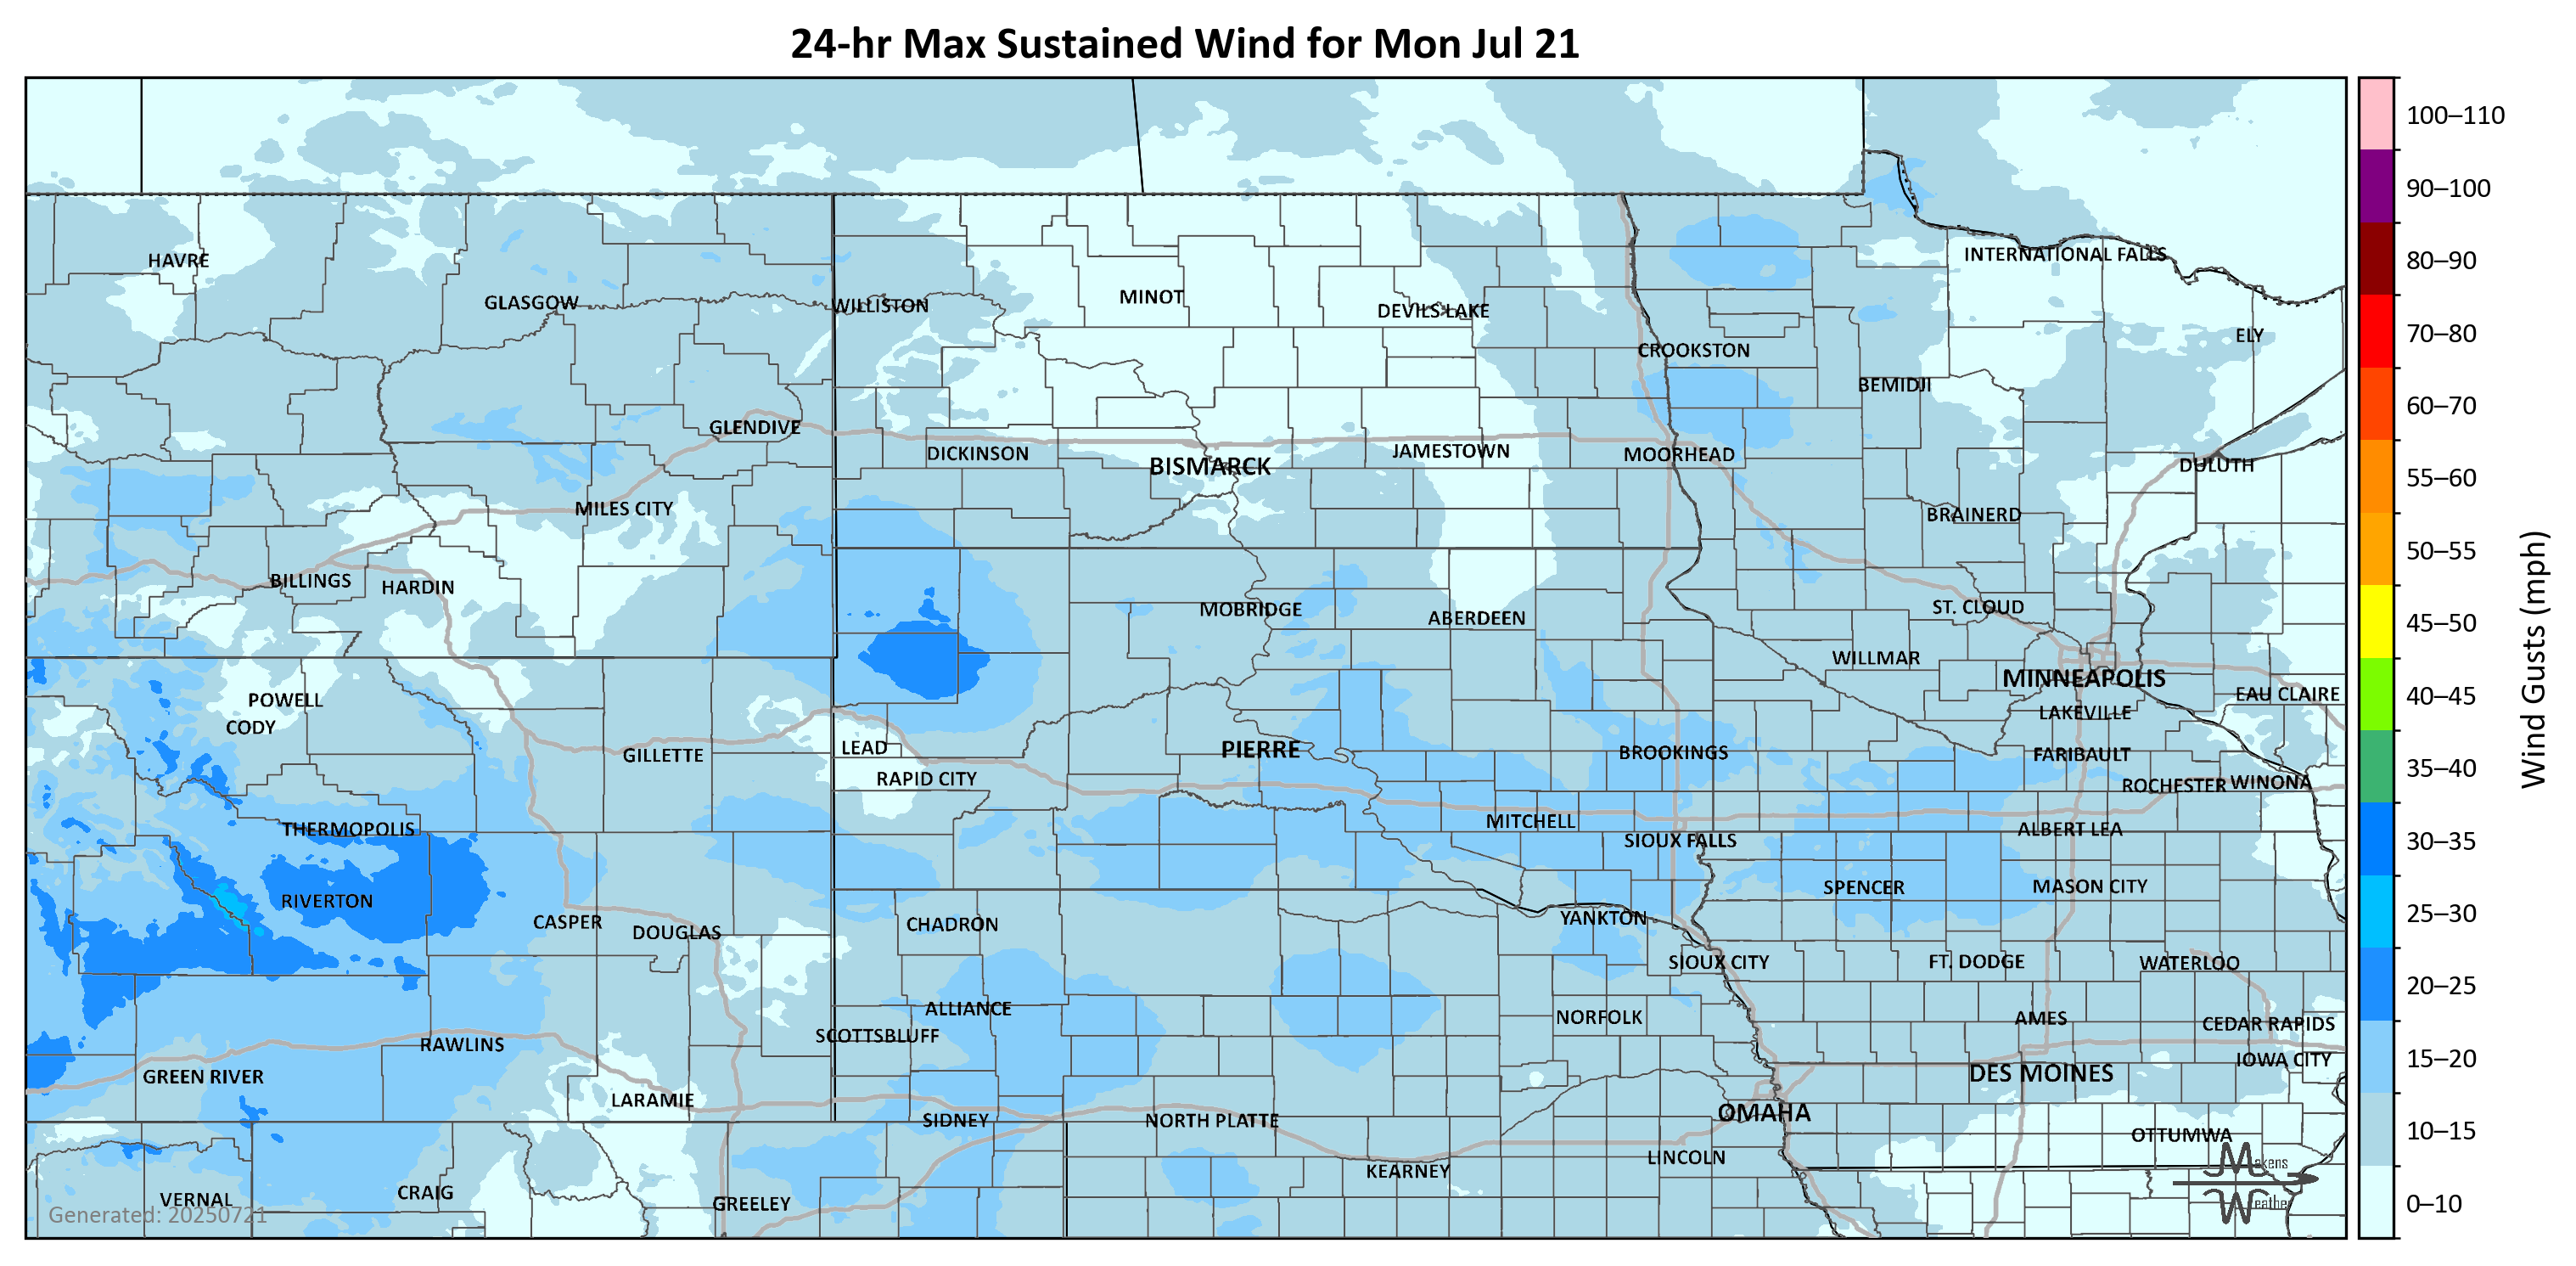 24-hr Max Sustained Wind for Mon Jul 21
100–110
90–100
80–90
70–80
60–70
55–60
50–55
45–50
40–45
35–40
30–35
25–30
20–25
15–20
10–15
0–10
Wind Gusts (mph)
HAVRE
GLASGOW
WILLISTON
MINOT
DEVILS LAKE
CROOKSTON
INTERNATIONAL FALLS
ELY
BEMIDJI
GLENDIVE
DICKINSON
BISMARCK
JAMESTOWN
MOORHEAD
DULUTH
MILES CITY
BRAINERD
BILLINGS
HARDIN
MOBRIDGE
ABERDEEN
ST. CLOUD
WILLMAR
MINNEAPOLIS
EAU CLAIRE
POWELL
CODY
LAKEVILLE
GILLETTE
LEAD
PIERRE
BROOKINGS
FARIBAULT
RAPID CITY
ROCHESTER
WINONA
THERMOPOLIS
MITCHELL
SIOUX FALLS
ALBERT LEA
RIVERTON
SPENCER
MASON CITY
CASPER
DOUGLAS
CHADRON
YANKTON
SIOUX CITY
FT. DODGE
WATERLOO
ALLIANCE
NORFOLK
AMES
CEDAR RAPIDS
SCOTTSBLUFF
RAWLINS
IOWA CITY
GREEN RIVER
DES MOINES
LARAMIE
SIDNEY
NORTH PLATTE
OMAHA
OTTUMWA
LINCOLN
KEARNEY
VERNAL
CRAIG
GREELEY
Generated: 20250721
Makens
Weather